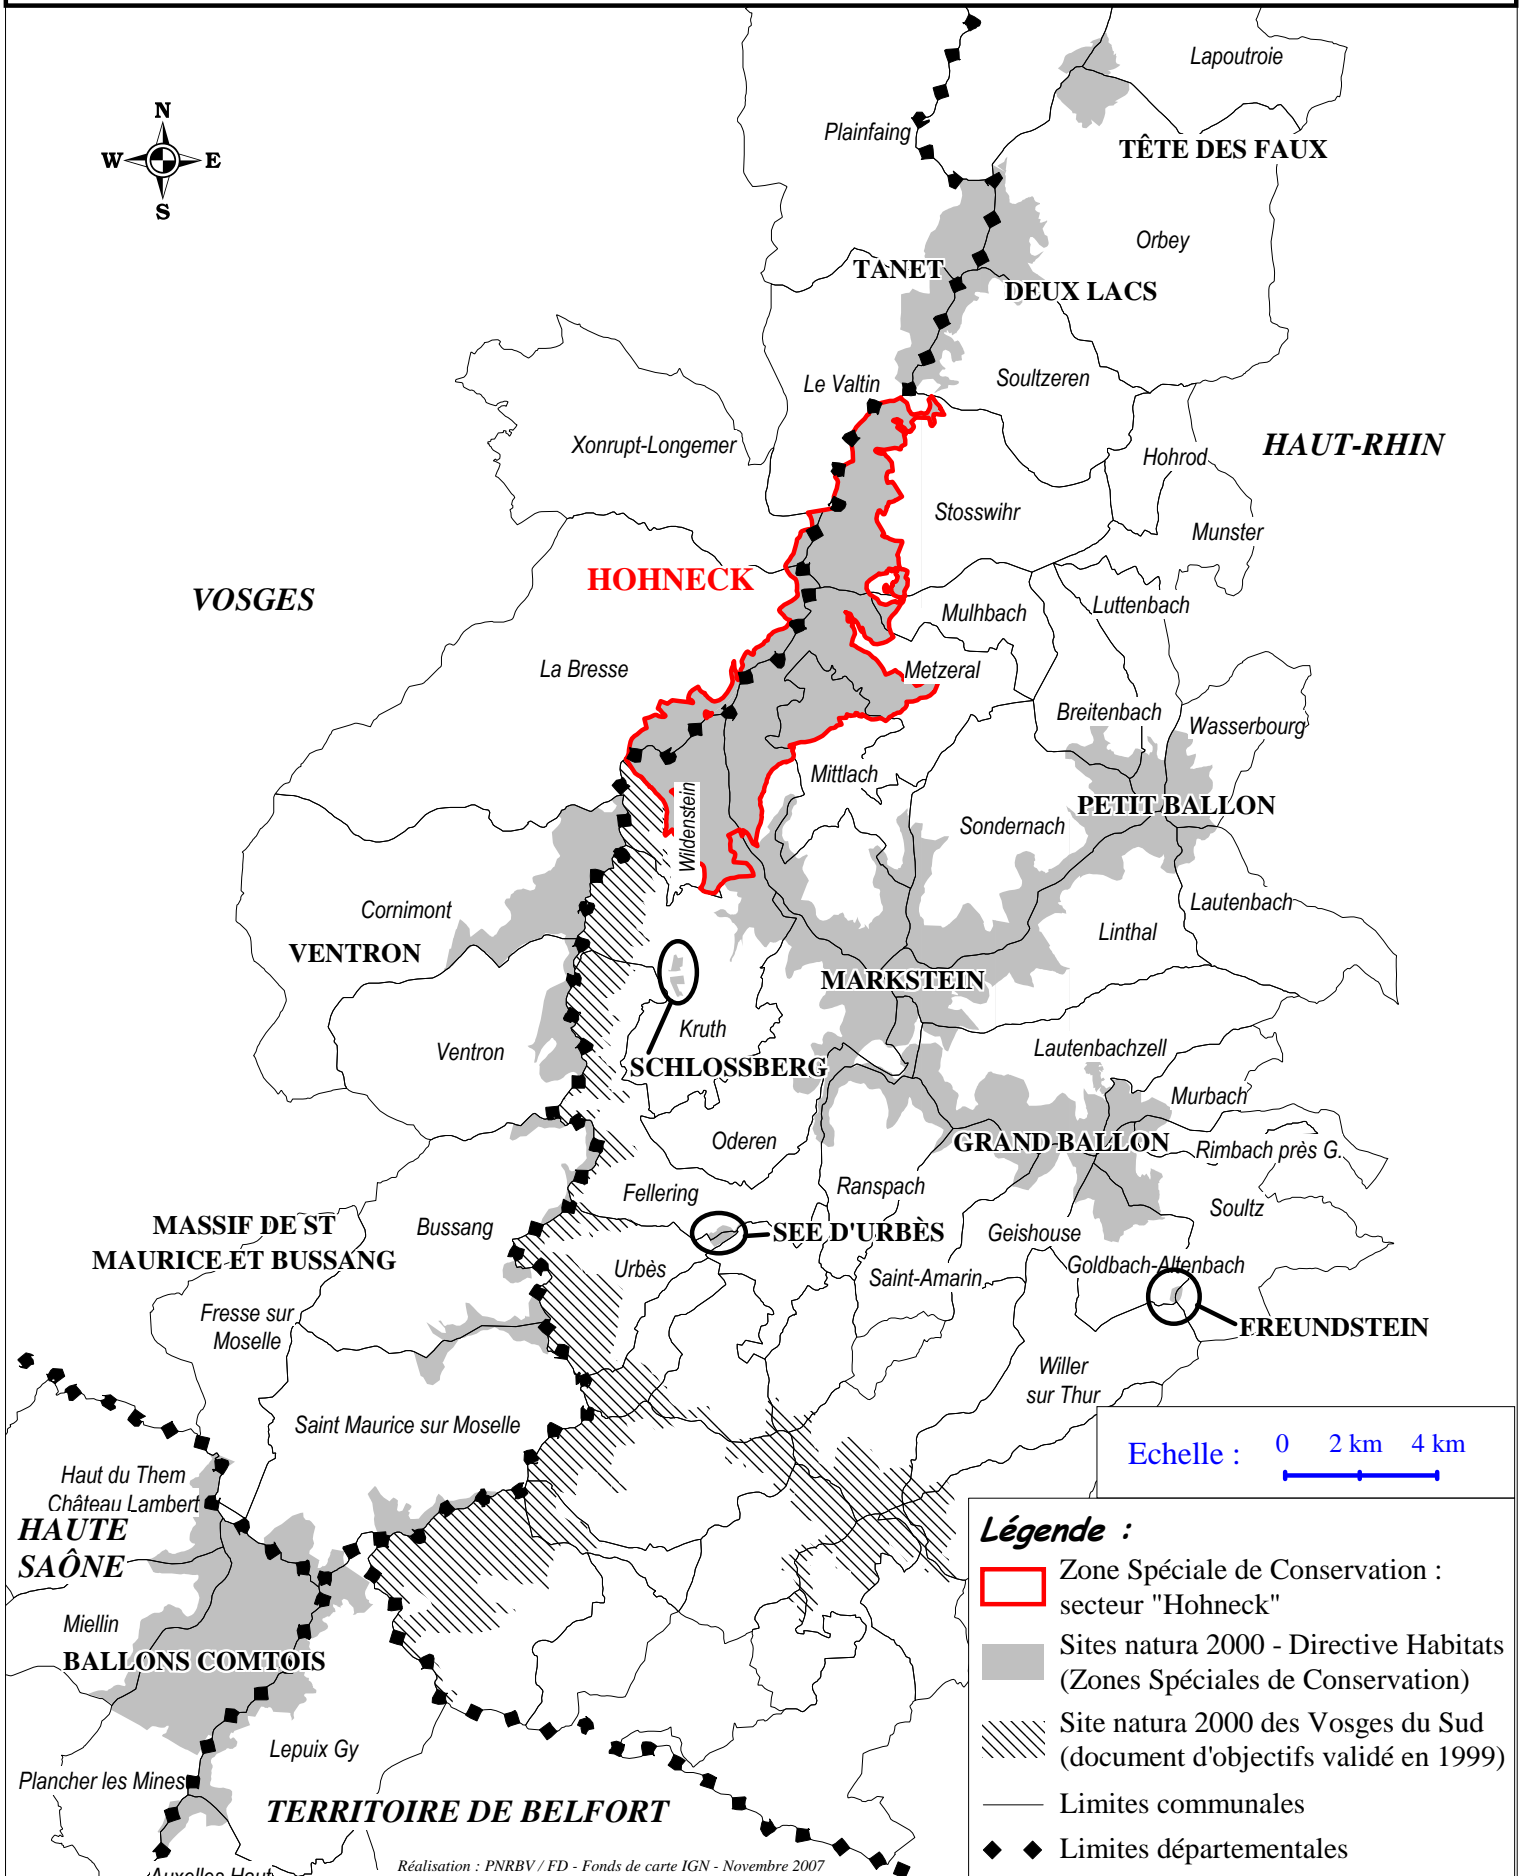 Lapoutroie
N
Plainfaing
W E
TÊTE DES FAUX
S
Orbey
TANET
DEUX LACS
Le Valtin
Soultzeren
Xonrupt-Longemer
HAUT-RHIN
Hohrod
Stosswihr
Munster
HOHNECK
VOSGES
Mulhbach
Luttenbach
La Bresse
Metzeral
Breitenbach
Wasserbourg
Mittlach
PETIT BALLON
Wildenstein
Sondernach
Cornimont
Lautenbach
Linthal
VENTRON
MARKSTEIN
Kruth
Ventron
Lautenbachzell
SCHLOSSBERG
Murbach
Oderen
GRAND BALLON
Rimbach près G.
Fellering
Ranspach
Soultz
MASSIF DE ST
MAURICE ET BUSSANG
Bussang
SEE D'URBÈS
Geishouse
Urbès
Saint-Amarin
Goldbach-Altenbach
Fresse sur
Moselle
FREUNDSTEIN
Willer
sur Thur
Saint Maurice sur Moselle
Echelle : 0 2 km 4 km
Haut du Them
Château Lambert
HAUTE
SAÔNE
Légende :
Zone Spéciale de Conservation :
secteur "Hohneck"
Miellin
Sites natura 2000 - Directive Habitats
(Zones Spéciales de Conservation)
BALLONS COMTOIS
Site natura 2000 des Vosges du Sud
(document d'objectifs validé en 1999)
Lepuix Gy
Plancher les Mines
TERRITOIRE DE BELFORT
Limites communales
Limites départementales
Réalisation : PNRBV / FD - Fonds de carte IGN - Novembre 2007
Auxelles Haut